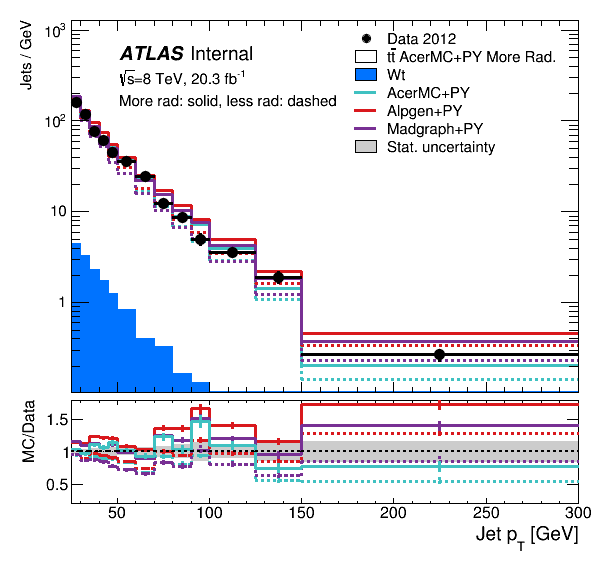 Jets / GeV
10³
10²
10
1
ATLAS Internal
√s=8 TeV, 20.3 fb⁻¹
More rad: solid, less rad: dashed
Data 2012
tt̄ AcerMC+PY More Rad.
Wt
AcerMC+PY
Alpgen+PY
Madgraph+PY
Stat. uncertainty
MC/Data
1.5
1
0.5
50 100 150 200 250 300
Jet p_T [GeV]